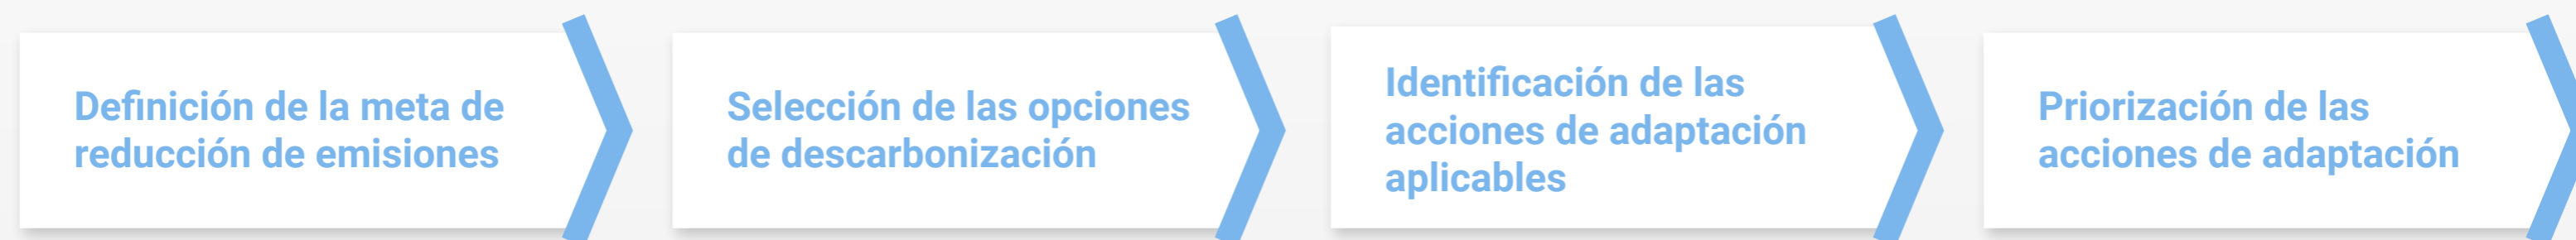 Definición de la meta de
reducción de emisiones
Selección de las opciones
de descarbonización
Identificación de las
acciones de adaptación
aplicables
Priorización de las
acciones de adaptación